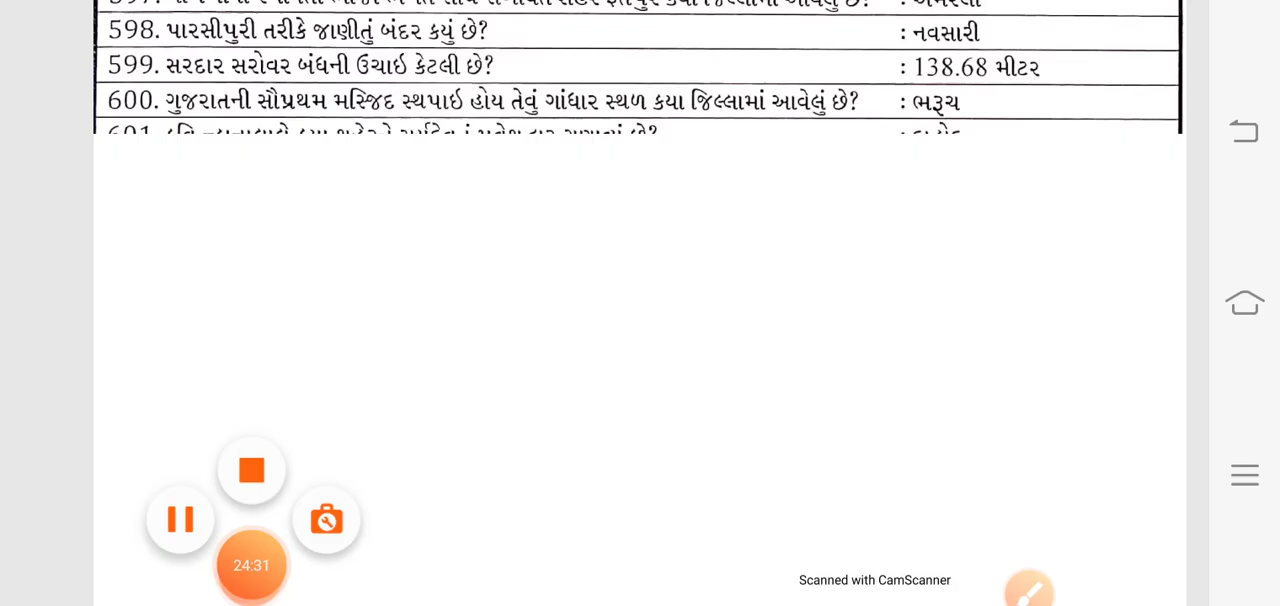 598. પારસીપુરી તરીકે જાણીતું બંદર કયું છે? : નવસારી
599. સરદાર સરોવર બંધની ઉંચાઇ કેટલી છે? : 138.68 મીટર
600. ગુજરાતની સૌપ્રથમ મસ્જિદ સ્થપાઇ હોય તેવું ગાંધાર સ્થળ કયા જિલ્લામાં આવેલું છે? : ભરૂચ
24:31
Scanned with CamScanner